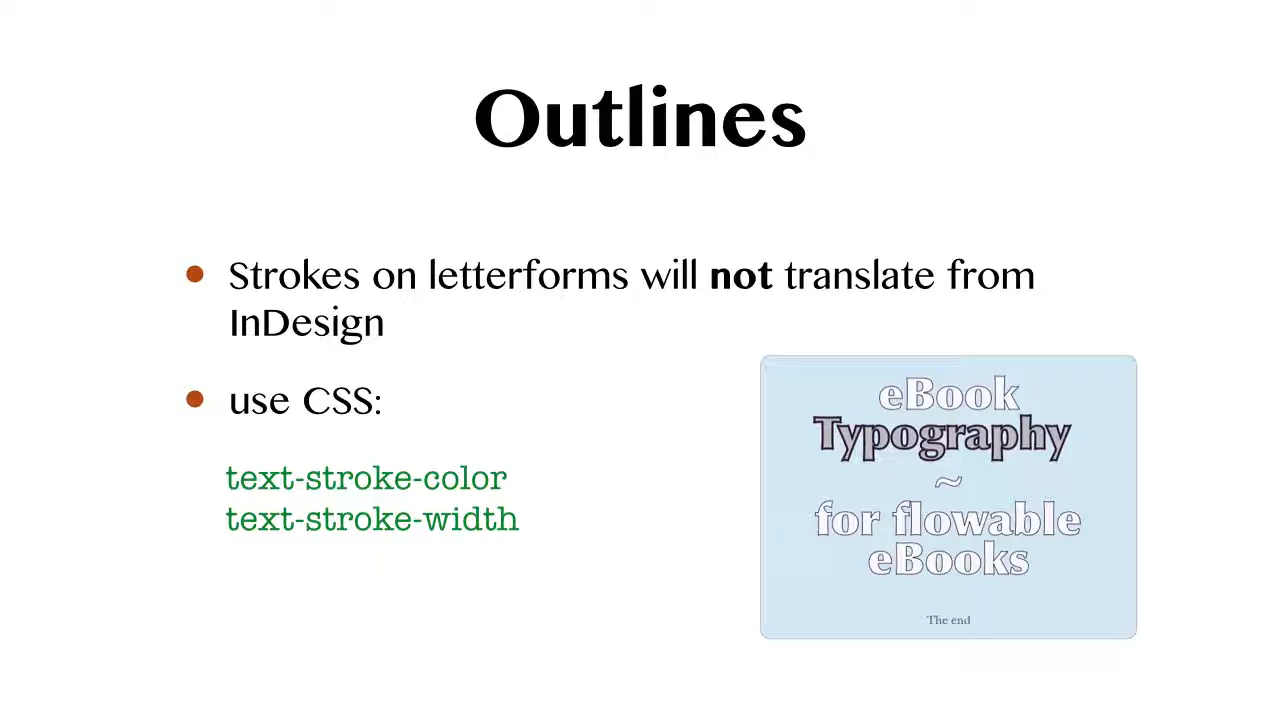 Outlines
Strokes on letterforms will not translate from
InDesign
use CSS:
text-stroke-color
text-stroke-width
eBook
Typography
~
for flowable
eBooks
The end